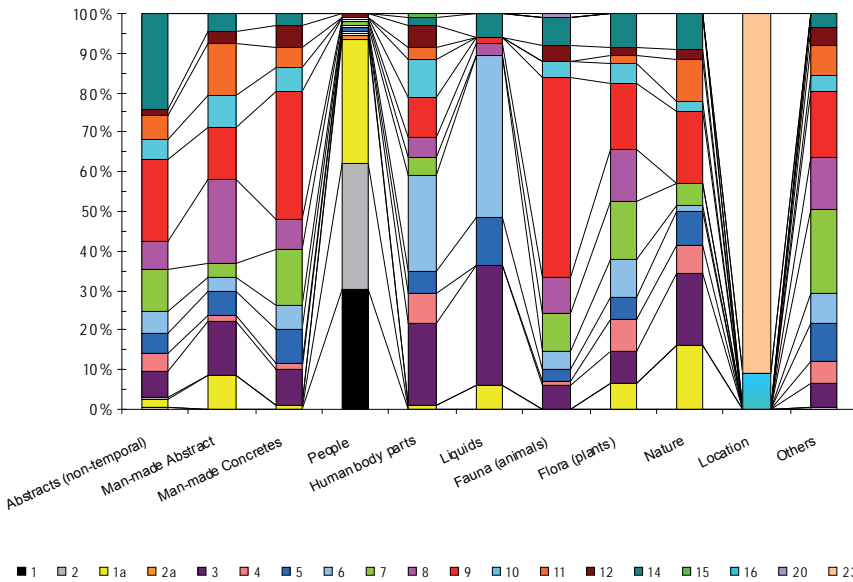 100%
90%
80%
70%
60%
50%
40%
30%
20%
10%
0%
Abstracts (non-temporal)
Man-made Abstract
Man-made Concretes
People
Human body parts
Liquids
Fauna (animals)
Flora (plants)
Nature
Location
Others
1 2 1a 2a 3 4 5 6 7 8 9 10 11 12 14 15 16 20